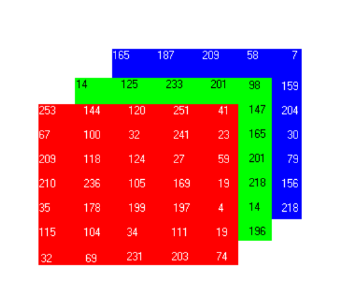 165 187 209 58 7
14 125 233 201 98 159
253 144 120 251 41 147 204
67 100 32 241 23 165 30
209 118 124 27 59 201 79
210 236 105 169 19 218 156
35 178 199 197 4 14 218
115 104 34 111 19 196
32 69 231 203 74